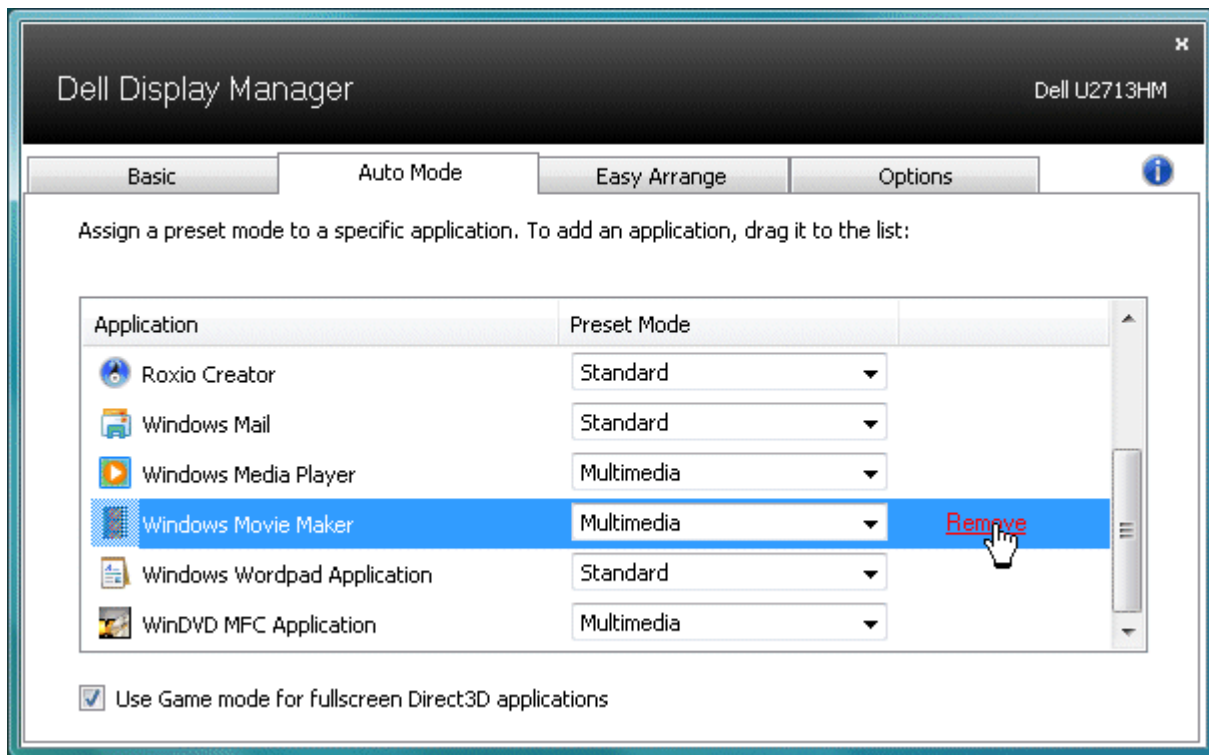 Dell Display Manager
Dell U2713HM
Basic
Auto Mode
Easy Arrange
Options
Assign a preset mode to a specific application. To add an application, drag it to the list:
Application Preset Mode
Roxio Creator Standard
Windows Mail Standard
Windows Media Player Multimedia
Windows Movie Maker Multimedia Remove
Windows Wordpad Application Standard
WinDVD MFC Application Multimedia
Use Game mode for fullscreen Direct3D applications